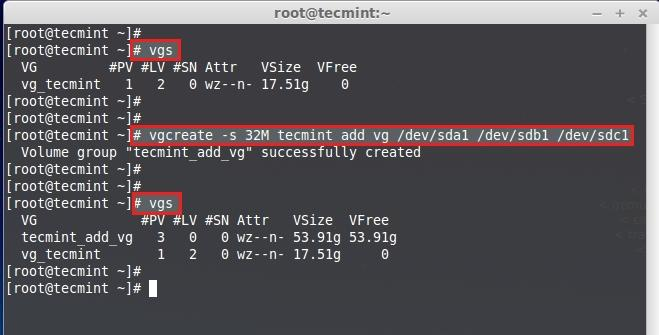 root@tecmint:~
[root@tecmint ~]#
[root@tecmint ~]# vgs
  VG         #PV #LV #SN Attr   VSize  VFree
  vg_tecmint   1   2   0 wz--n- 17.51g    0
[root@tecmint ~]#
[root@tecmint ~]#
[root@tecmint ~]# vgcreate -s 32M tecmint add vg /dev/sda1 /dev/sdb1 /dev/sdc1
  Volume group "tecmint_add_vg" successfully created
[root@tecmint ~]#
[root@tecmint ~]#
[root@tecmint ~]# vgs
  VG             #PV #LV #SN Attr   VSize  VFree
  tecmint_add_vg   3   0   0 wz--n- 53.91g 53.91g
  vg_tecmint       1   2   0 wz--n- 17.51g     0
[root@tecmint ~]#
[root@tecmint ~]#